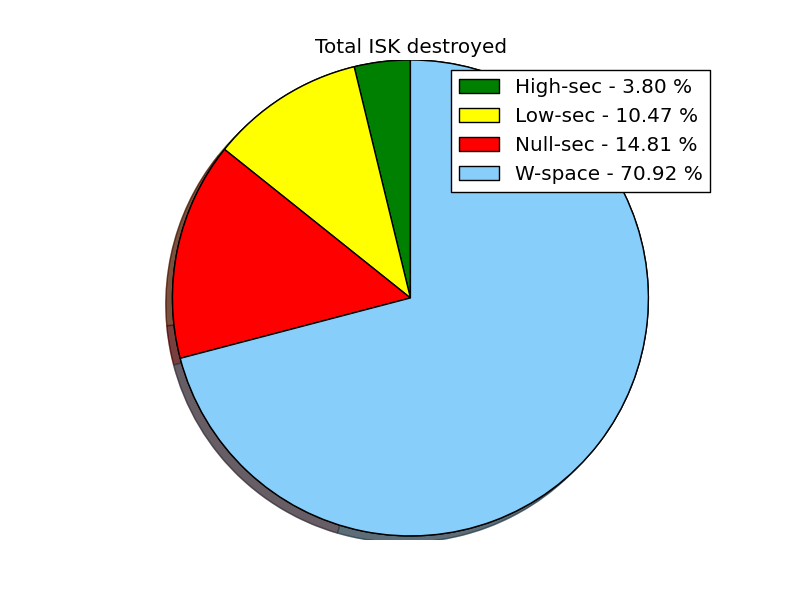 Total ISK destroyed
High-sec - 3.80 %
Low-sec - 10.47 %
Null-sec - 14.81 %
W-space - 70.92 %